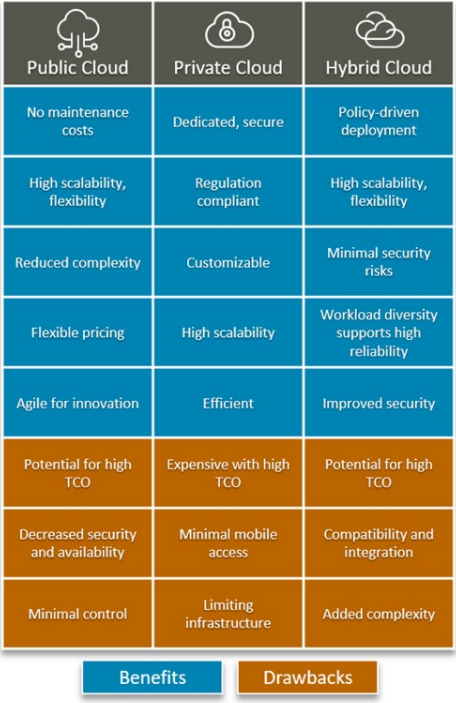 Public Cloud
Private Cloud
Hybrid Cloud
No maintenance
costs
Dedicated, secure
Policy-driven
deployment
High scalability,
flexibility
Regulation
compliant
High scalability,
flexibility
Reduced complexity
Customizable
Minimal security
risks
Flexible pricing
High scalability
Workload diversity
supports high
reliability
Agile for innovation
Efficient
Improved security
Potential for high
TCO
Expensive with high
TCO
Potential for high
TCO
Decreased security
and availability
Minimal mobile
access
Compatibility and
integration
Minimal control
Limiting
infrastructure
Added complexity
Benefits
Drawbacks